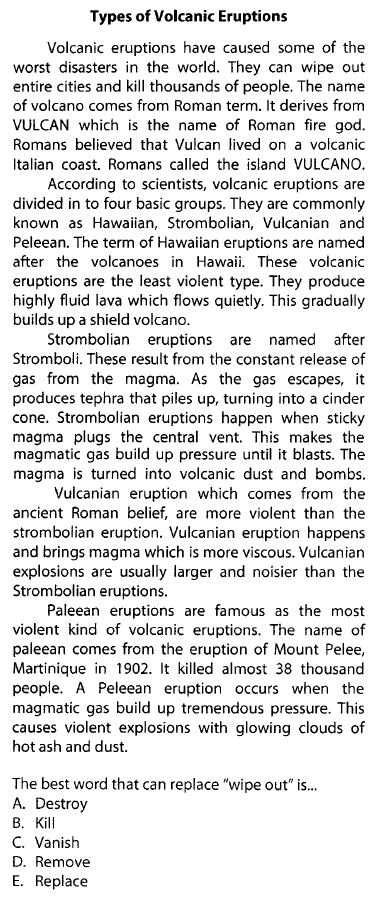 Types of Volcanic Eruptions
Volcanic eruptions have caused some of the
worst disasters in the world. They can wipe out
entire cities and kill thousands of people. The name
of volcano comes from Roman term. It derives from
VULCAN which is the name of Roman fire god.
Romans believed that Vulcan lived on a volcanic
Italian coast. Romans called the island VULCANO.
According to scientists, volcanic eruptions are
divided in to four basic groups. They are commonly
known as Hawaiian, Strombolian, Vulcanian and
Peleean. The term of Hawaiian eruptions are named
after the volcanoes in Hawaii. These volcanic
eruptions are the least violent type. They produce
highly fluid lava which flows quietly. This gradually
builds up a shield volcano.
Strombolian eruptions are named after
Stromboli. These result from the constant release of
gas from the magma. As the gas escapes, it
produces tephra that piles up, turning into a cinder
cone. Strombolian eruptions happen when sticky
magma plugs the central vent. This makes the
magmatic gas build up pressure until it blasts. The
magma is turned into volcanic dust and bombs.
Vulcanian eruption which comes from the
ancient Roman belief, are more violent than the
strombolian eruption. Vulcanian eruption happens
and brings magma which is more viscous. Vulcanian
explosions are usually larger and noisier than the
Strombolian eruptions.
Paleean eruptions are famous as the most
violent kind of volcanic eruptions. The name of
paleean comes from the eruption of Mount Pelee,
Martinique in 1902. It killed almost 38 thousand
people. A Peleean eruption occurs when the
magmatic gas build up tremendous pressure. This
causes violent explosions with glowing clouds of
hot ash and dust.
The best word that can replace “wipe out” is...
A. Destroy
B. Kill
C. Vanish
D. Remove
E. Replace